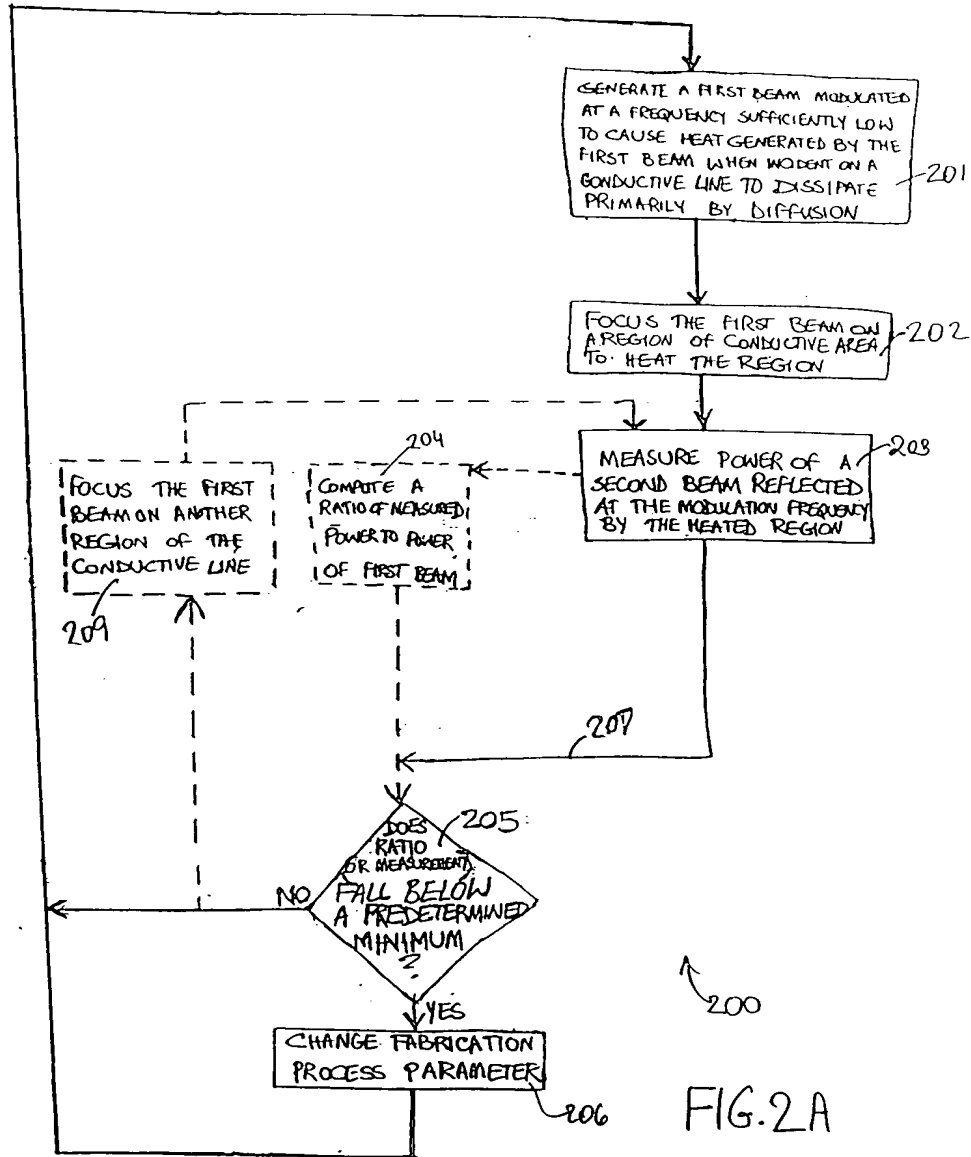 GENERATE A FIRST BEAM MODULATED
AT A FREQUENCY SUFFICIENTLY LOW
TO CAUSE HEAT GENERATED BY THE
FIRST BEAM WHEN INCIDENT ON A
CONDUCTIVE LINE TO DISSIPATE
PRIMARILY BY DIFFUSION
201
FOCUS THE FIRST BEAM ON
A REGION OF CONDUCTIVE AREA
TO HEAT THE REGION
202
MEASURE POWER OF A
SECOND BEAM REFLECTED
AT THE MODULATION FREQUENCY
BY THE HEATED REGION
203
204
COMPUTE A
RATIO OF MEASURED
POWER TO POWER
OF FIRST BEAM
FOCUS THE FIRST
BEAM ON ANOTHER
REGION OF THE
CONDUCTIVE LINE
209
207
205
DOES
RATIO
(OR MEASUREMENT)
FALL BELOW
A PREDETERMINED
MINIMUM
?
NO
YES
CHANGE FABRICATION
PROCESS PARAMETER
206
200
FIG. 2A